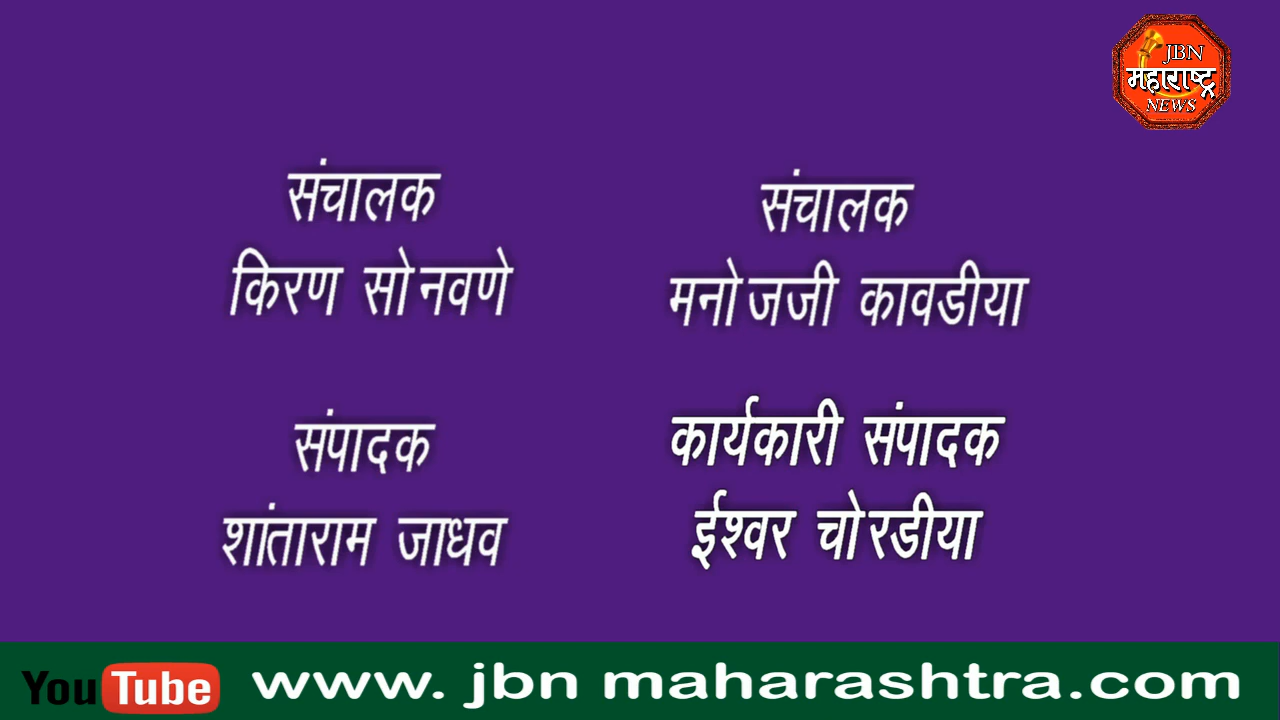 JBN
महाराष्ट्र
NEWS
संचालक
किरण सोनवणे
संचालक
मनोजजी कावडीया
संपादक
शांताराम जाधव
कार्यकारी संपादक
ईश्वर चोरडीया
YouTube www. jbn maharashtra.com